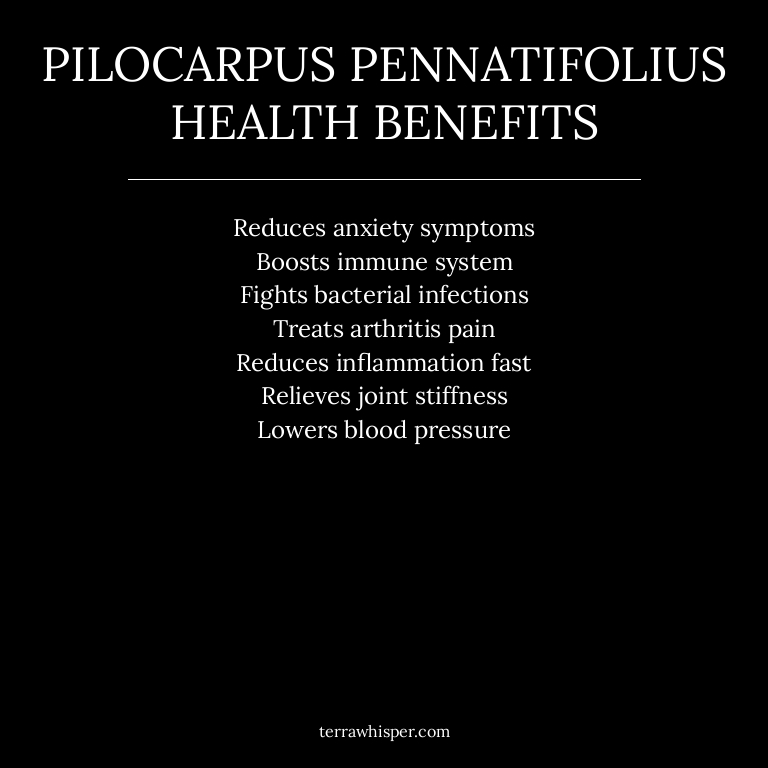 PILOCARPUS PENNATIFOLIUS
HEALTH BENEFITS
Reduces anxiety symptoms
Boosts immune system
Fights bacterial infections
Treats arthritis pain
Reduces inflammation fast
Relieves joint stiffness
Lowers blood pressure
terrawhisper.com